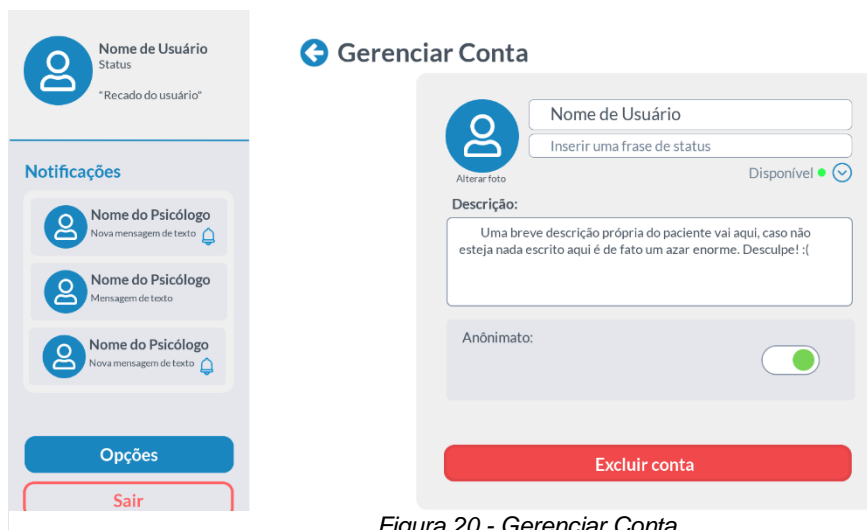 Nome de Usuário
Status
"Recado do usuário"
Notificações
Nome do Psicólogo
Nova mensagem de texto
Nome do Psicólogo
Mensagem de texto
Nome do Psicólogo
Nova mensagem de texto
Opções
Sair
Gerenciar Conta
Nome de Usuário
Inserir uma frase de status
Alterar foto
Disponível
Descrição:
Uma breve descrição própria do paciente vai aqui, caso não
esteja nada escrito aqui é de fato um azar enorme. Desculpe! :(
Anônimato:
Excluir conta
Figura 20 - Gerenciar Conta